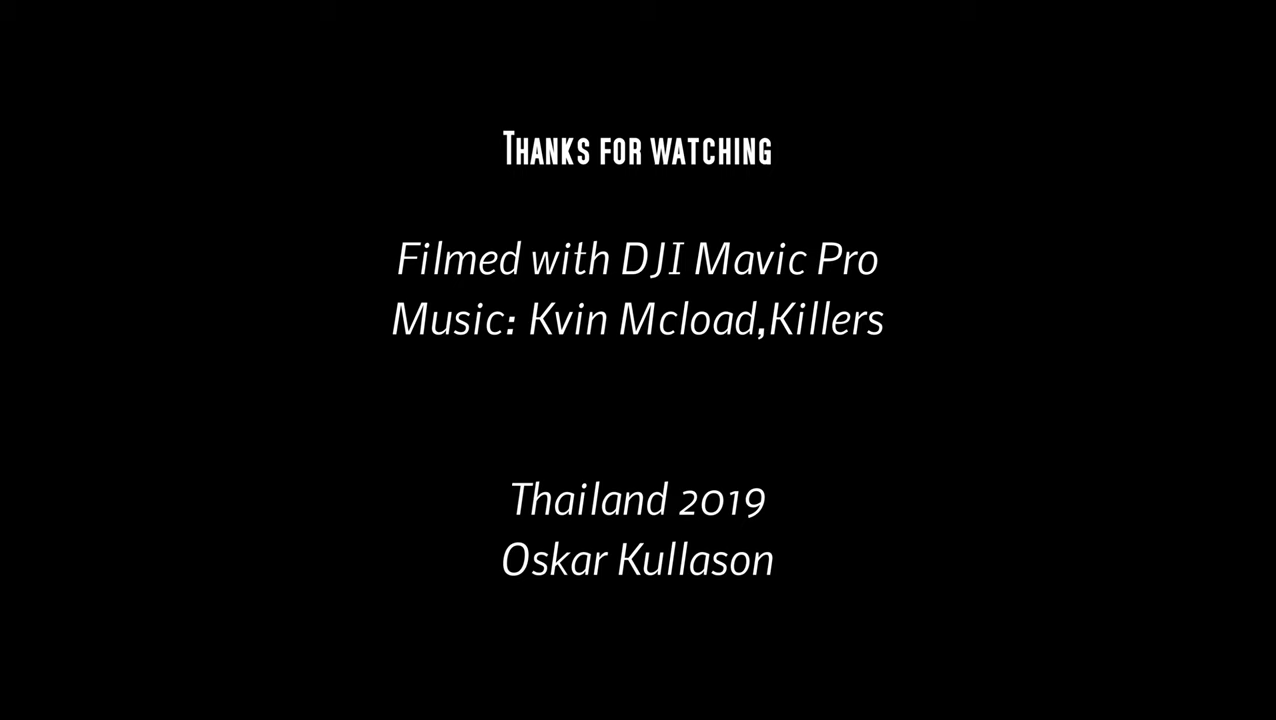 Thanks for watching
Filmed with DJI Mavic Pro
Music: Kvin Mcload,Killers
Thailand 2019
Oskar Kullason